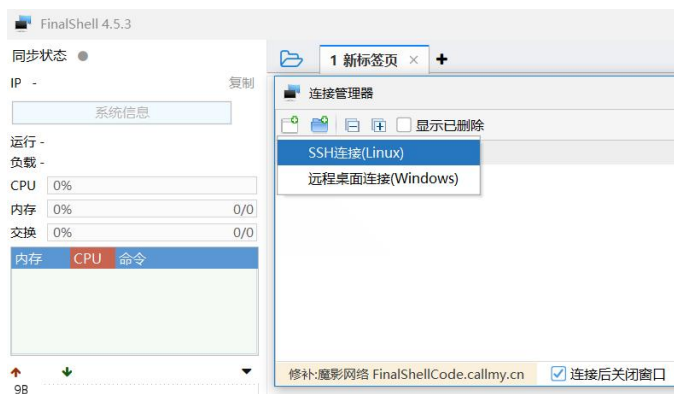 FinalShell 4.5.3
同步状态
IP - 复制
系统信息
运行 -
负载 -
CPU 0%
内存 0% 0/0
交换 0% 0/0
内存 CPU 命令
9B
1 新标签页
连接管理器
显示已删除
SSH连接(Linux)
远程桌面连接(Windows)
修补:魔影网络 FinalShellCode.callmy.cn 连接后关闭窗口